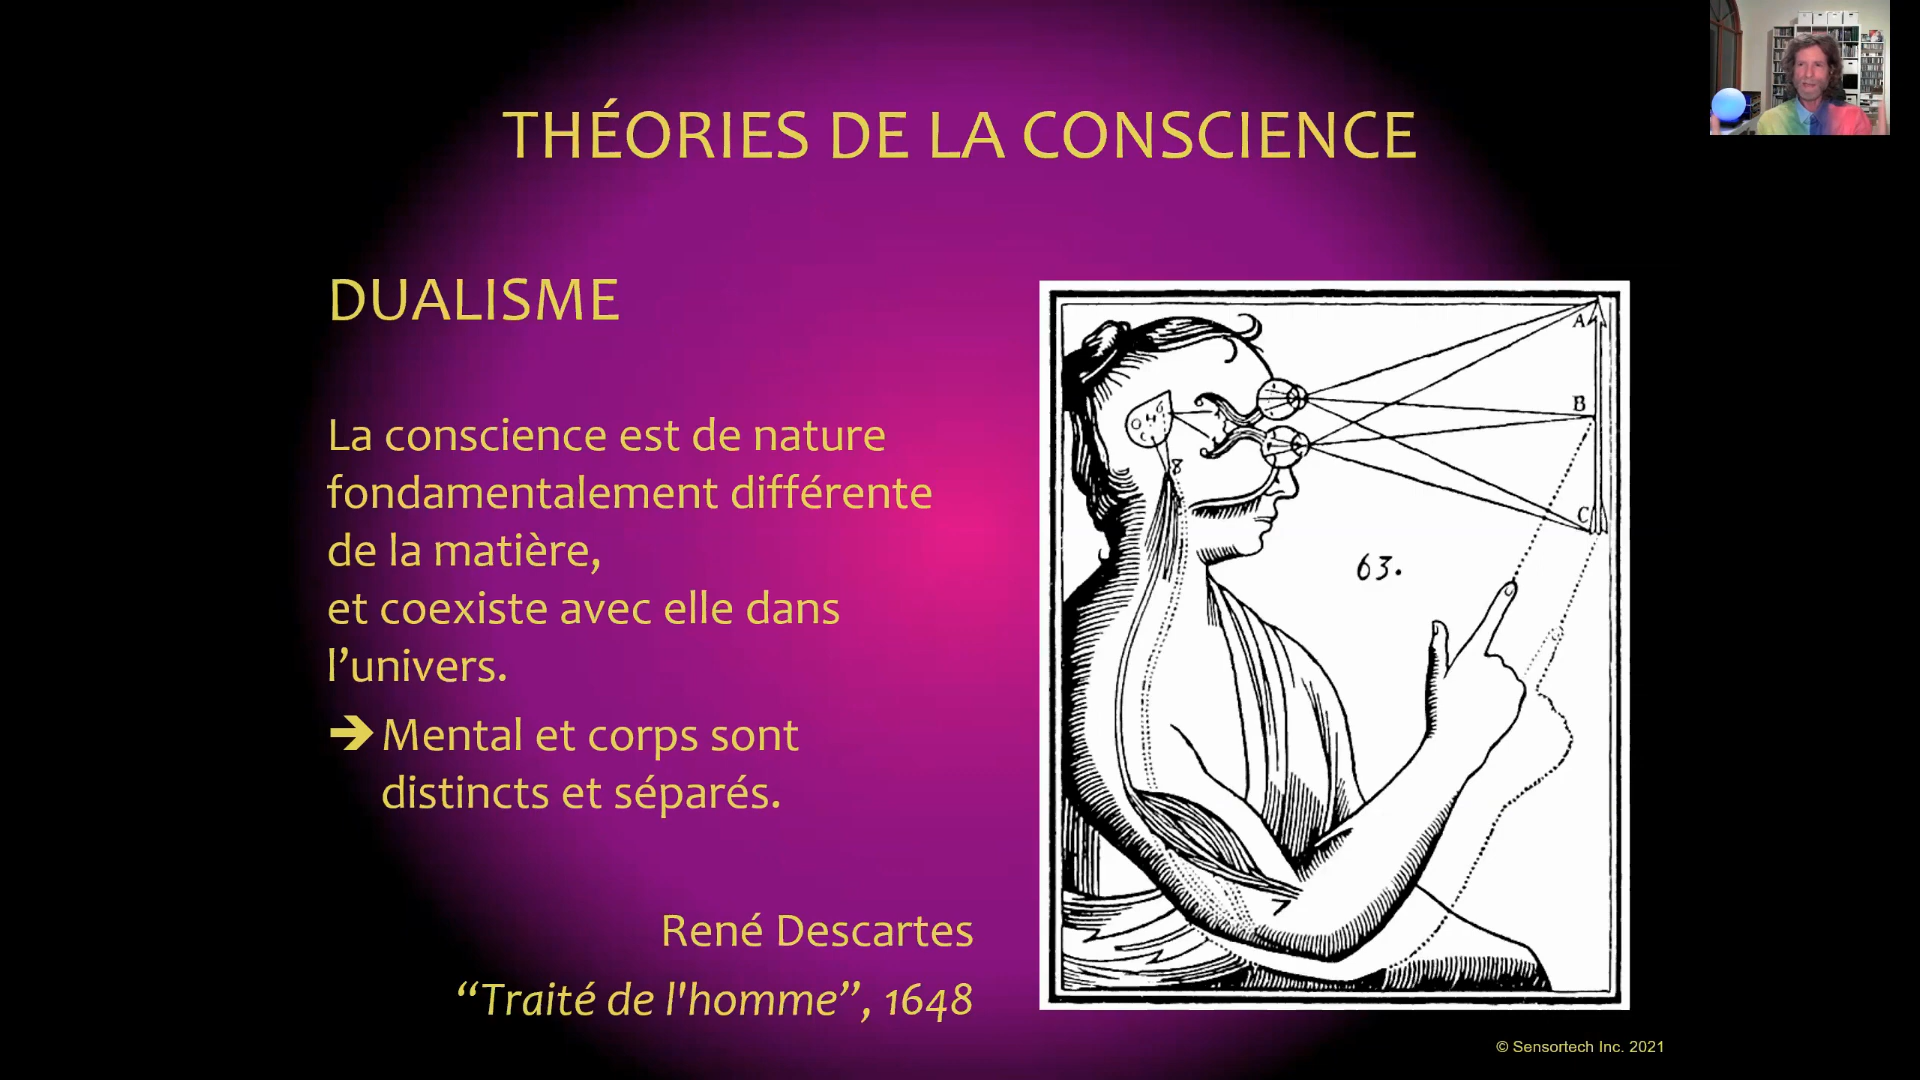 THÉORIES DE LA CONSCIENCE
DUALISME
La conscience est de nature
fondamentalement différente
de la matière,
et coexiste avec elle dans
l’univers.
➔ Mental et corps sont
distincts et séparés.
René Descartes
“Traité de l'homme”, 1648
A
B
C
63.
8
© Sensortech Inc. 2021